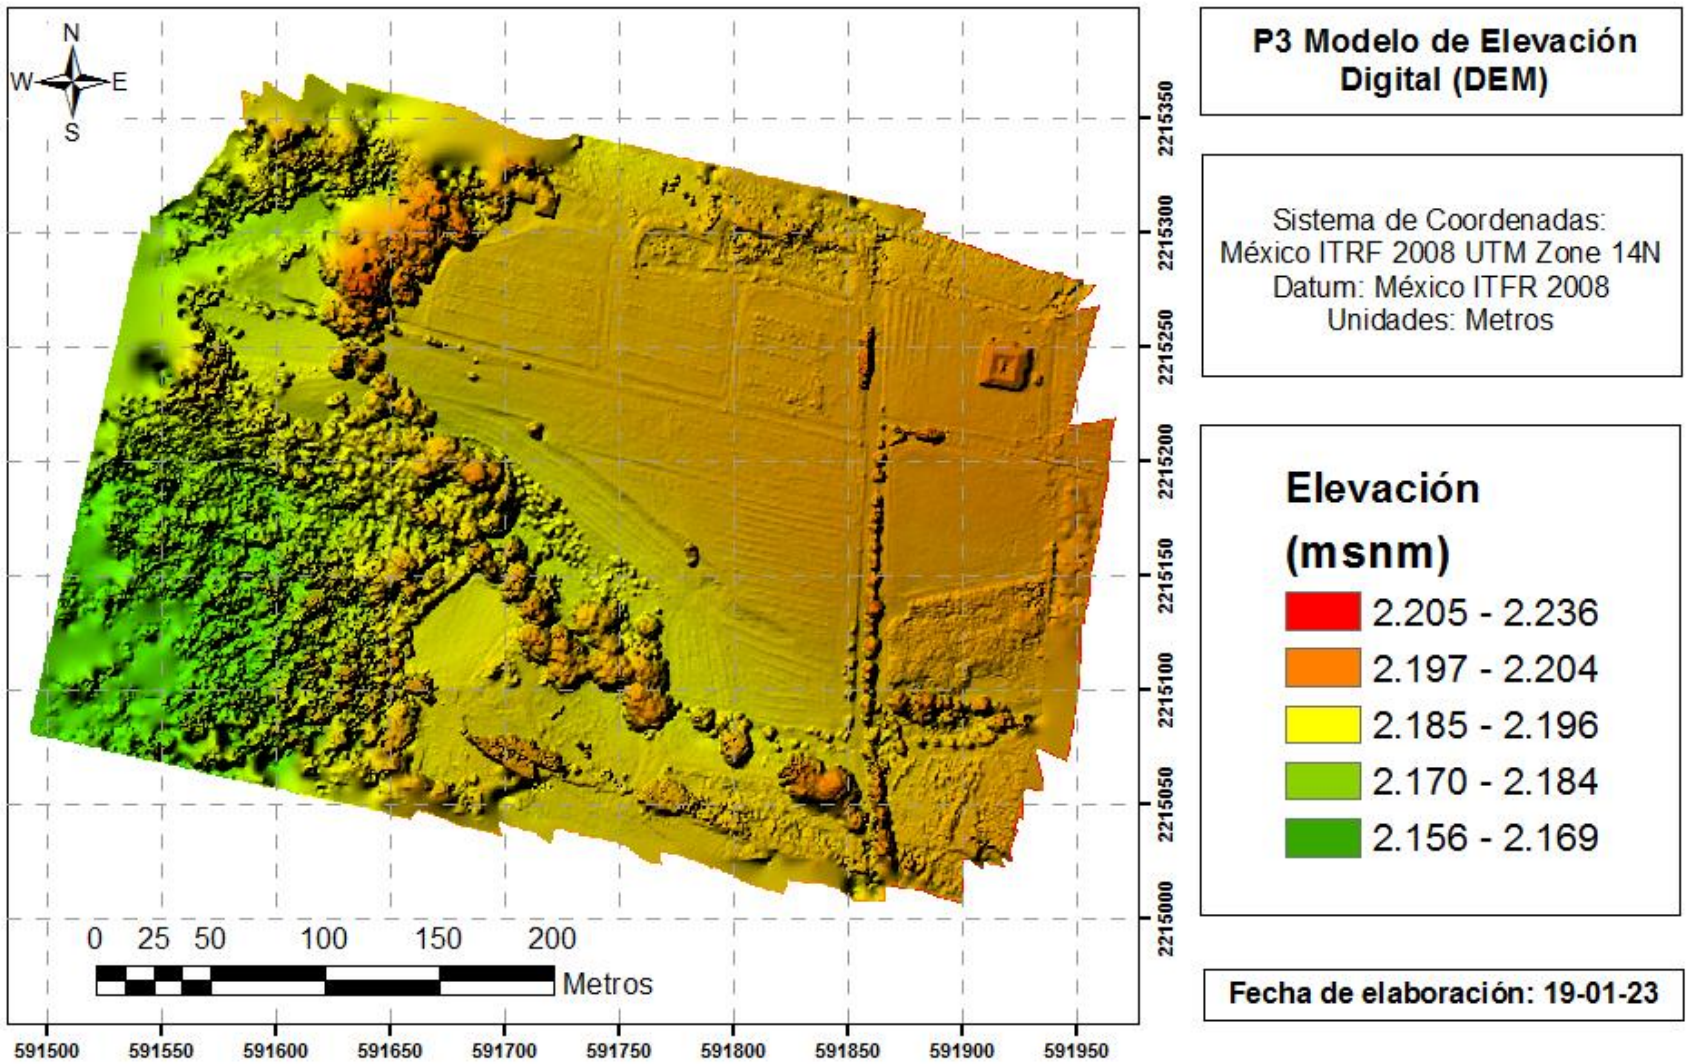 N
W E
S
P3 Modelo de Elevación
Digital (DEM)
Sistema de Coordenadas:
México ITRF 2008 UTM Zone 14N
Datum: México ITFR 2008
Unidades: Metros
Elevación
(msnm)
2.205 - 2.236
2.197 - 2.204
2.185 - 2.196
2.170 - 2.184
2.156 - 2.169
Fecha de elaboración: 19-01-23
2215350
2215300
2215250
2215200
2215150
2215100
2215050
2215000
0 25 50 100 150 200
Metros
591500 591550 591600 591650 591700 591750 591800 591850 591900 591950